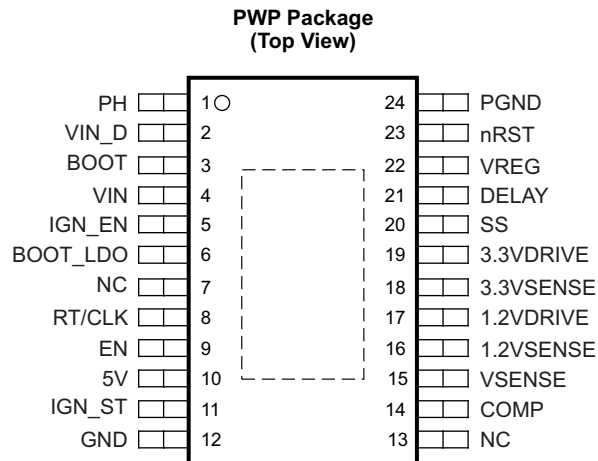 PWP Package
(Top View)
PH 1 24 PGND
VIN_D 2 23 nRST
BOOT 3 22 VREG
VIN 4 21 DELAY
IGN_EN 5 20 SS
BOOT_LDO 6 19 3.3VDRIVE
NC 7 18 3.3VSENSE
RT/CLK 8 17 1.2VDRIVE
EN 9 16 1.2VSENSE
5V 10 15 VSENSE
IGN_ST 11 14 COMP
GND 12 13 NC